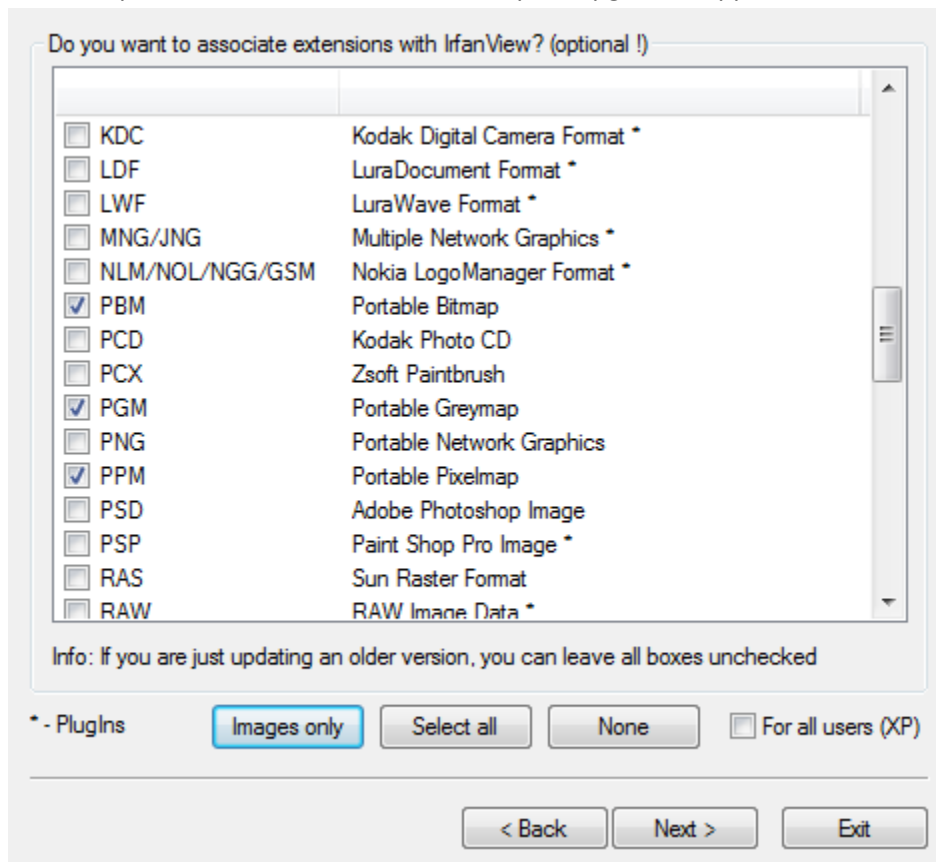 Do you want to associate extensions with IrfanView? (optional !)
KDC Kodak Digital Camera Format *
LDF LuraDocument Format *
LWF LuraWave Format *
MNG/JNG Multiple Network Graphics *
NLM/NOL/NGG/GSM Nokia LogoManager Format *
PBM Portable Bitmap
PCD Kodak Photo CD
PCX Zsoft Paintbrush
PGM Portable Greymap
PNG Portable Network Graphics
PPM Portable Pixelmap
PSD Adobe Photoshop Image
PSP Paint Shop Pro Image *
RAS Sun Raster Format
RAW RAW Image Data *
Info: If you are just updating an older version, you can leave all boxes unchecked
* - PlugIns Images only Select all None For all users (XP)
< Back Next > Exit